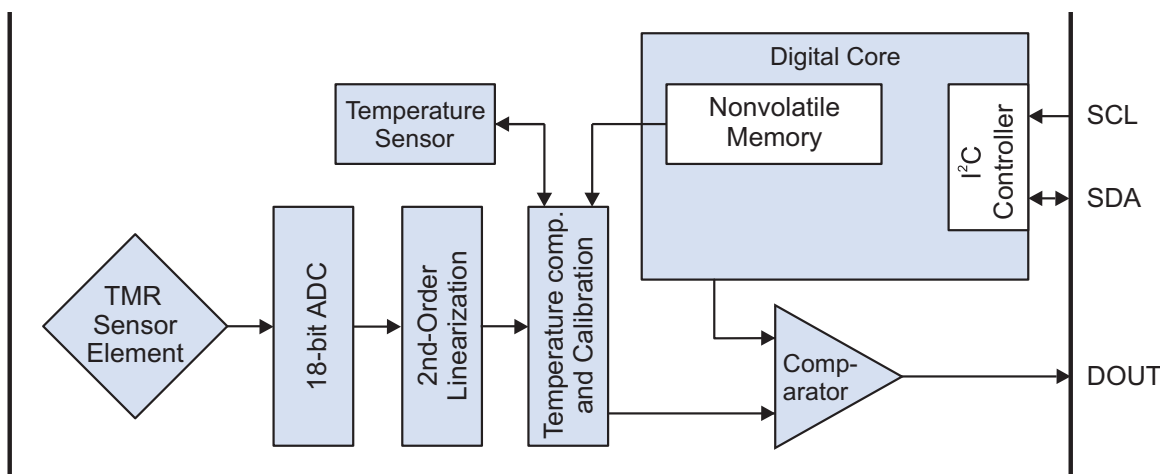 Digital Core
Temperature
Sensor
Nonvolatile
Memory
I²C
Controller
SCL
SDA
TMR
Sensor
Element
18-bit ADC
2nd-Order
Linearization
Temperature comp.
and Calibration
Comp-
arator
DOUT